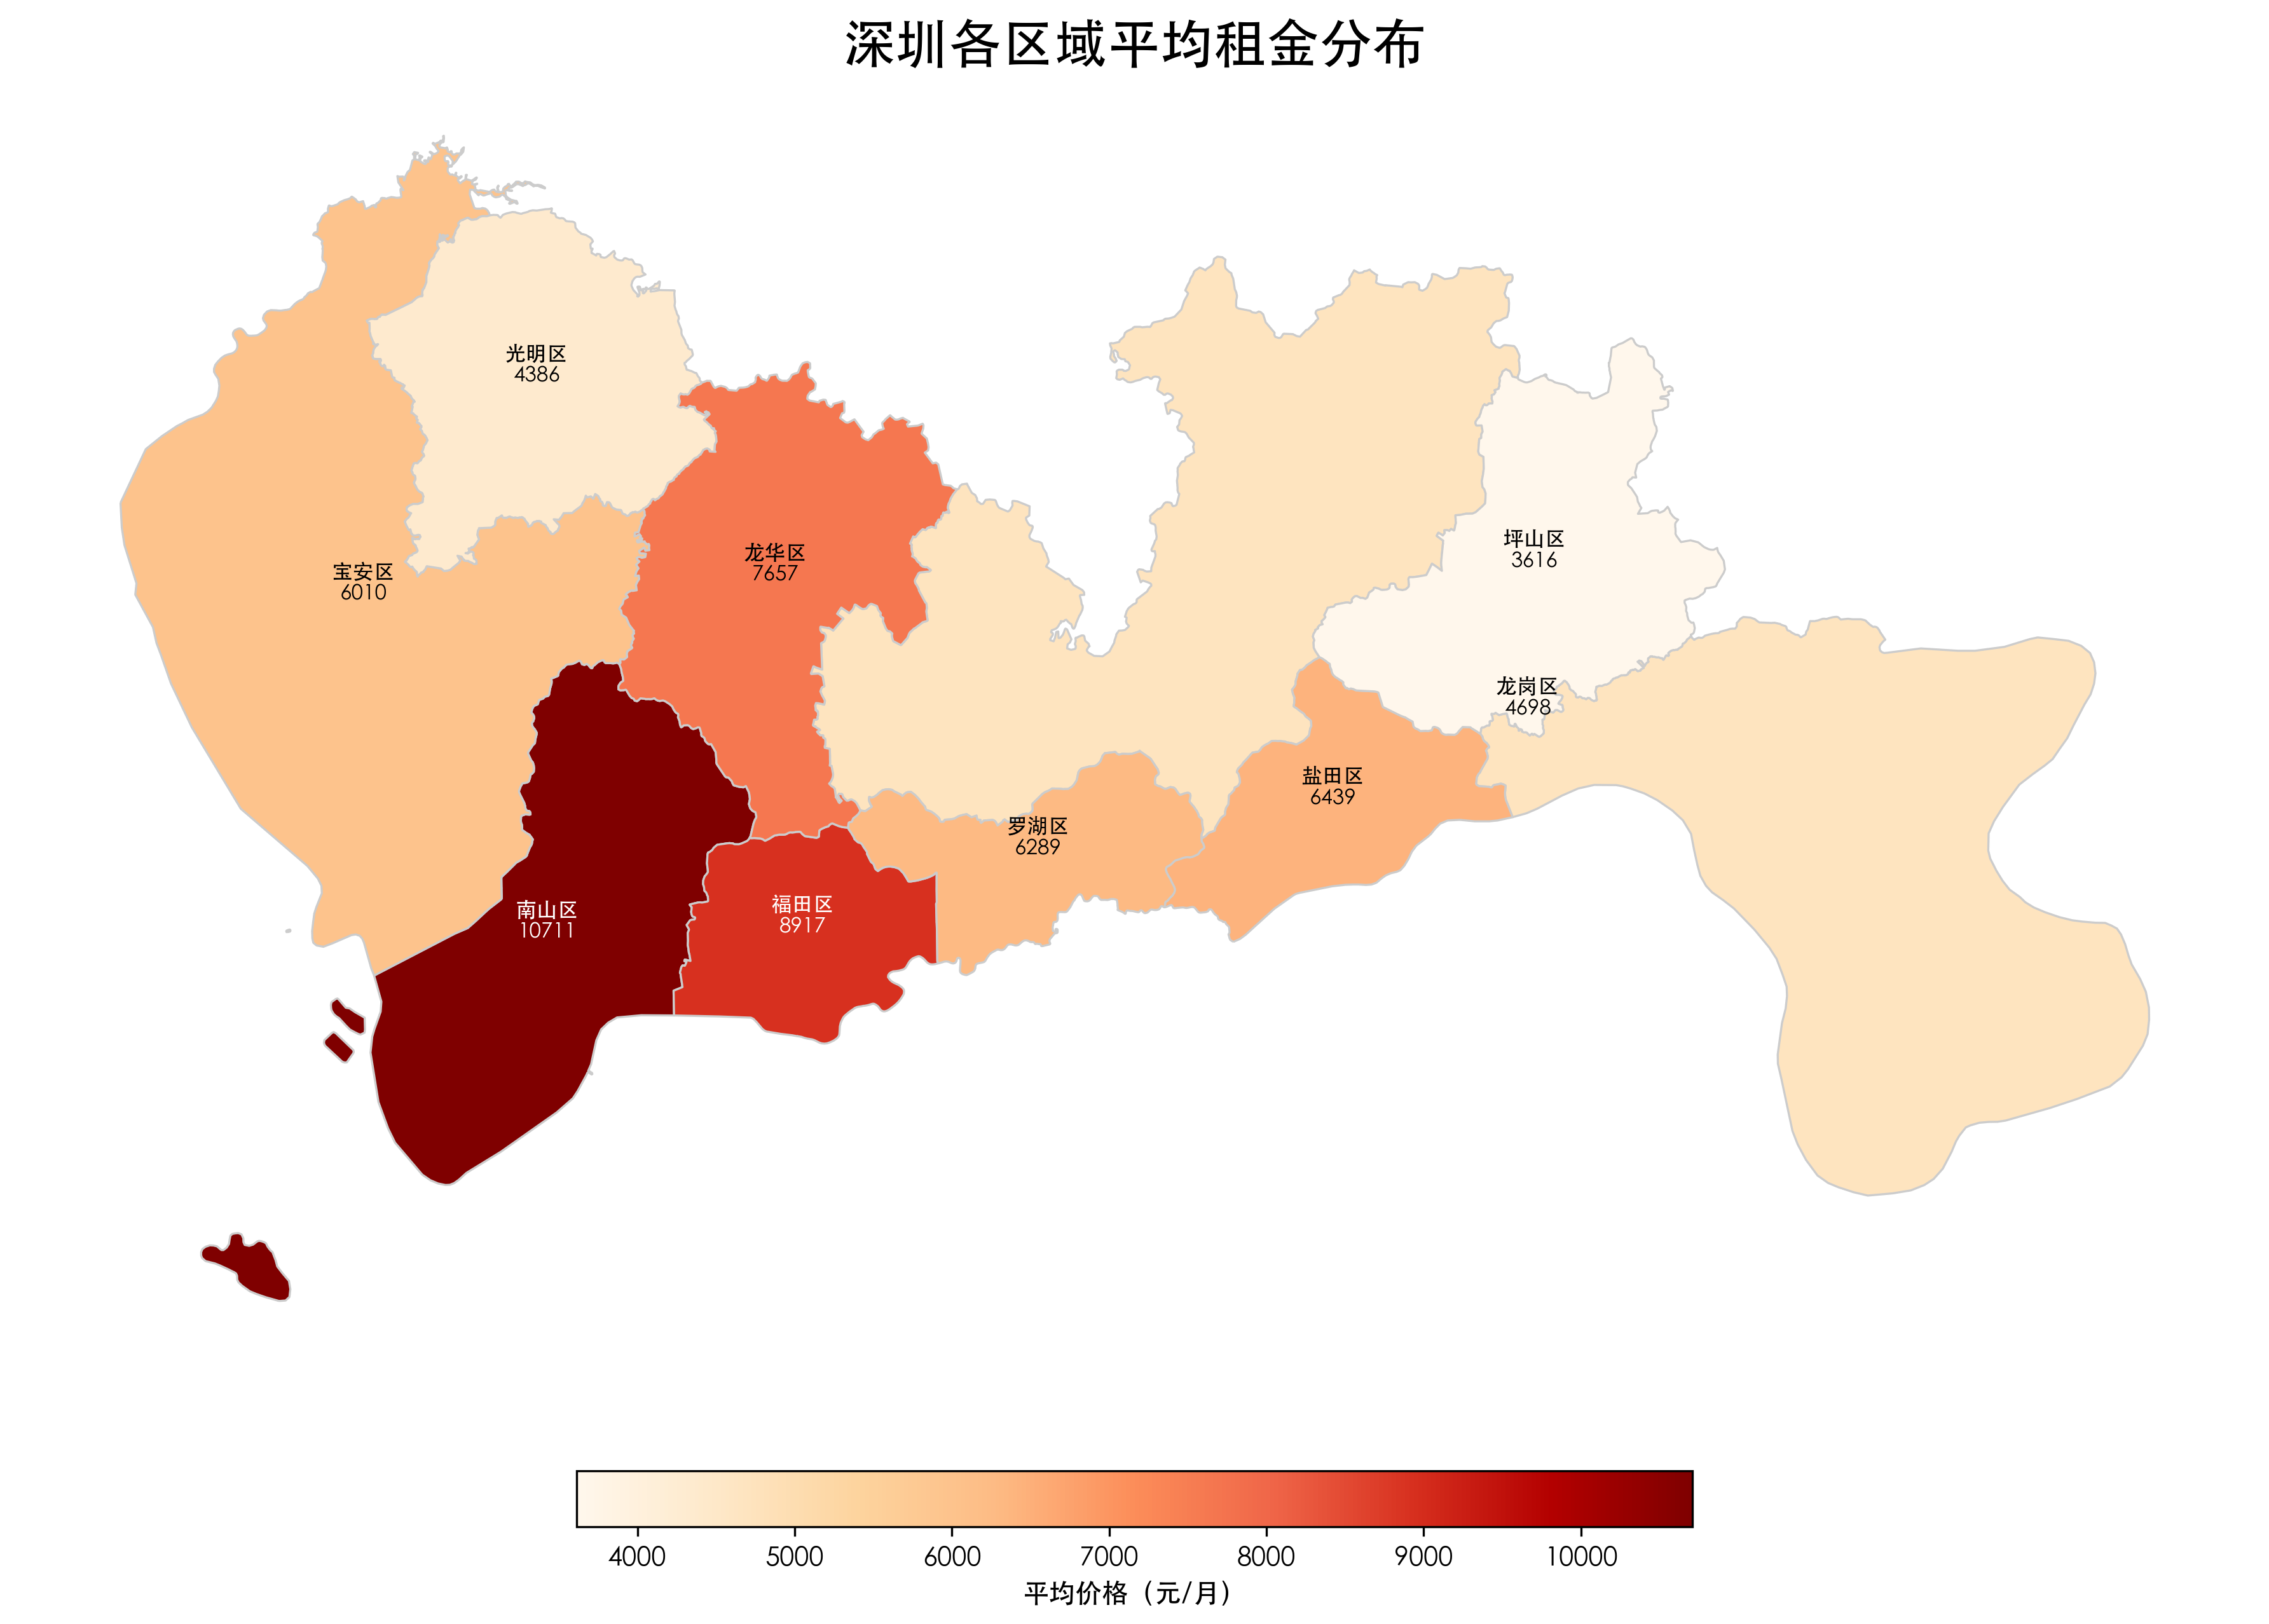 深圳各区域平均租金分布
光明区
4386
龙华区
7657
坪山区
3616
宝安区
6010
龙岗区
4698
盐田区
6439
罗湖区
6289
南山区
10711
福田区
8917
4000 5000 6000 7000 8000 9000 10000
平均价格（元/月）